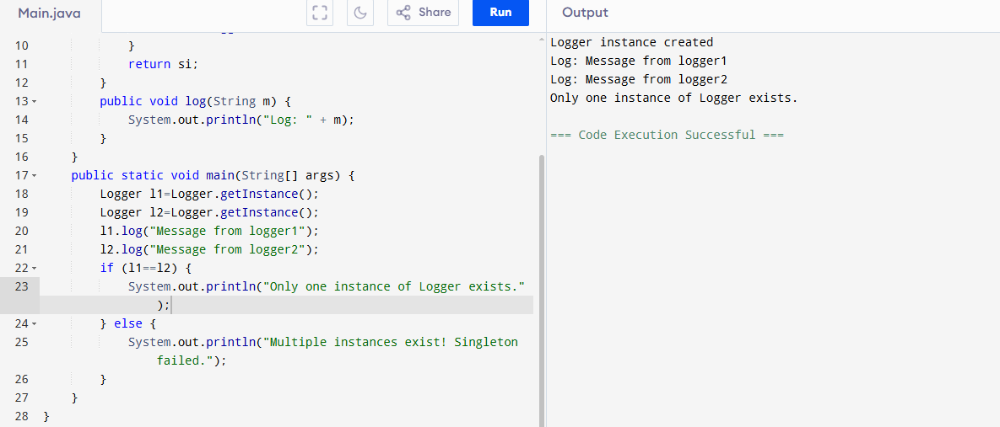 Main.java
Share
Run
Output
10 }
11 return si;
12 }
13 public void log(String m) {
14 System.out.println("Log: " + m);
15 }
16 }
17 public static void main(String[] args) {
18 Logger l1=Logger.getInstance();
19 Logger l2=Logger.getInstance();
20 l1.log("Message from logger1");
21 l2.log("Message from logger2");
22 if (l1==l2) {
23 System.out.println("Only one instance of Logger exists."
);
24 } else {
25 System.out.println("Multiple instances exist! Singleton
failed.");
26 }
27 }
28 }
Logger instance created
Log: Message from logger1
Log: Message from logger2
Only one instance of Logger exists.
=== Code Execution Successful ===